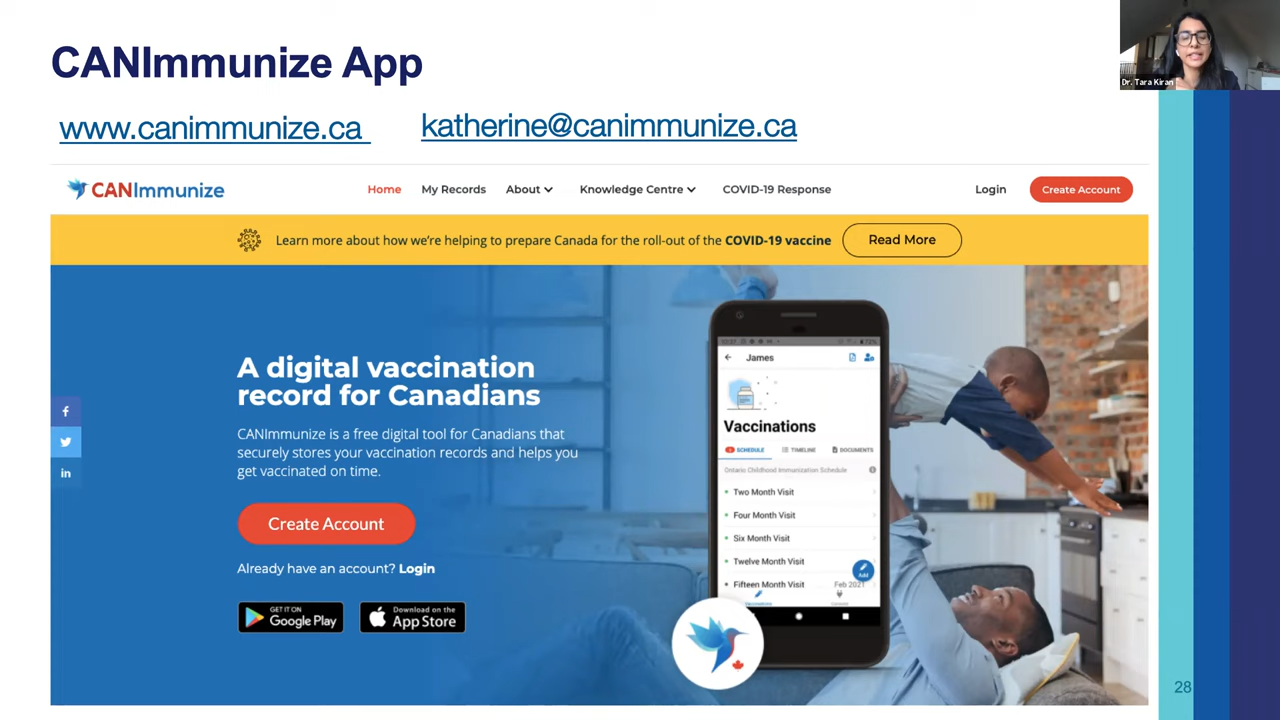 CANImmunize App
Dr. Tara Kiran
www.canimmunize.ca
katherine@canimmunize.ca
CANImmunize
Home
My Records
About
Knowledge Centre
COVID-19 Response
Login
Create Account
Learn more about how we're helping to prepare Canada for the roll-out of the COVID-19 vaccine
Read More
A digital vaccination
record for Canadians
CANImmunize is a free digital tool for Canadians that
securely stores your vaccination records and helps you
get vaccinated on time.
Create Account
Already have an account? Login
GET IT ON
Google Play
Download on the
App Store
James
Vaccinations
SCHEDULE
TIMELINE
DOCUMENTS
Ontario Childhood Immunization Schedule
Two Month Visit
Four Month Visit
Six Month Visit
Twelve Month Visit
Fifteen Month Visit
Feb 2021
Add
Vaccinations
f
in
28